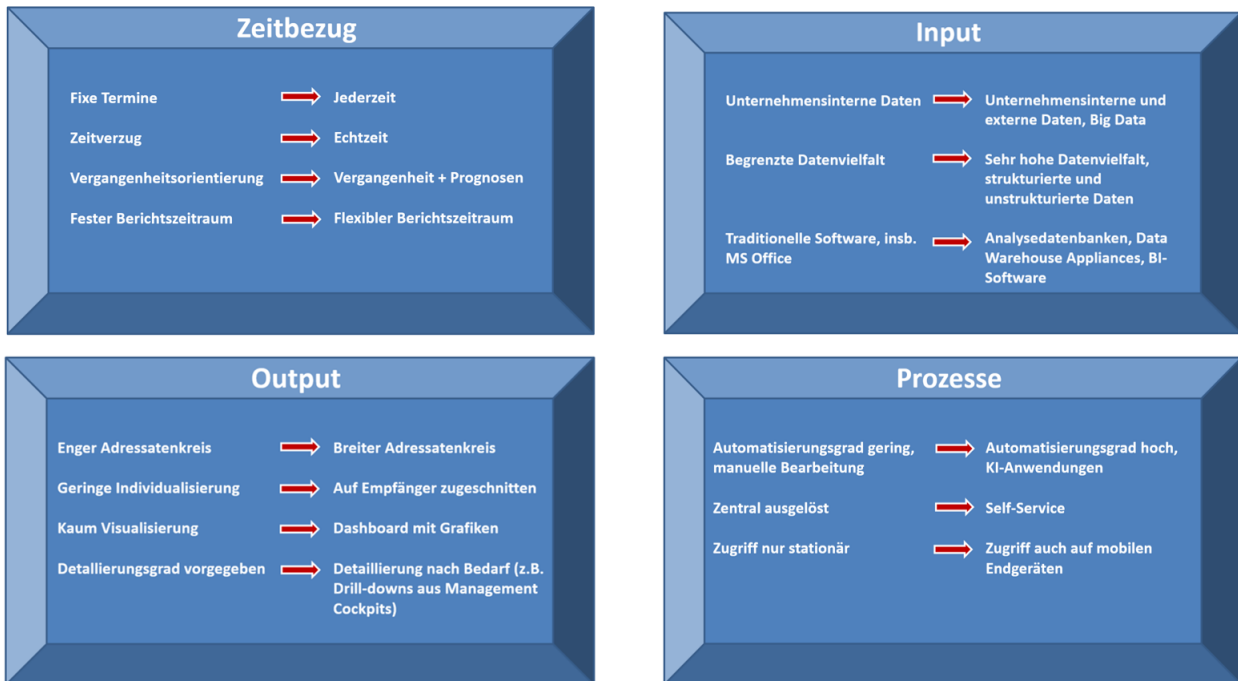 Zeitbezug
Fixe Termine Jederzeit
Zeitverzug Echtzeit
Vergangenheitsorientierung Vergangenheit + Prognosen
Fester Berichtszeitraum Flexibler Berichtszeitraum
Input
Unternehmensinterne Daten Unternehmensinterne und
externe Daten, Big Data
Begrenzte Datenvielfalt Sehr hohe Datenvielfalt,
strukturierte und
unstrukturierte Daten
Traditionelle Software, insb. Analysedatenbanken, Data
MS Office Warehouse Appliances, BI-
Software
Output
Enger Adressatenkreis Breiter Adressatenkreis
Geringe Individualisierung Auf Empfänger zugeschnitten
Kaum Visualisierung Dashboard mit Grafiken
Detallierungsgrad vorgegeben Detaillierung nach Bedarf (z.B.
Drill-downs aus Management
Cockpits)
Prozesse
Automatisierungsgrad gering, Automatisierungsgrad hoch,
manuelle Bearbeitung KI-Anwendungen
Zentral ausgelöst Self-Service
Zugriff nur stationär Zugriff auch auf mobilen
Endgeräten